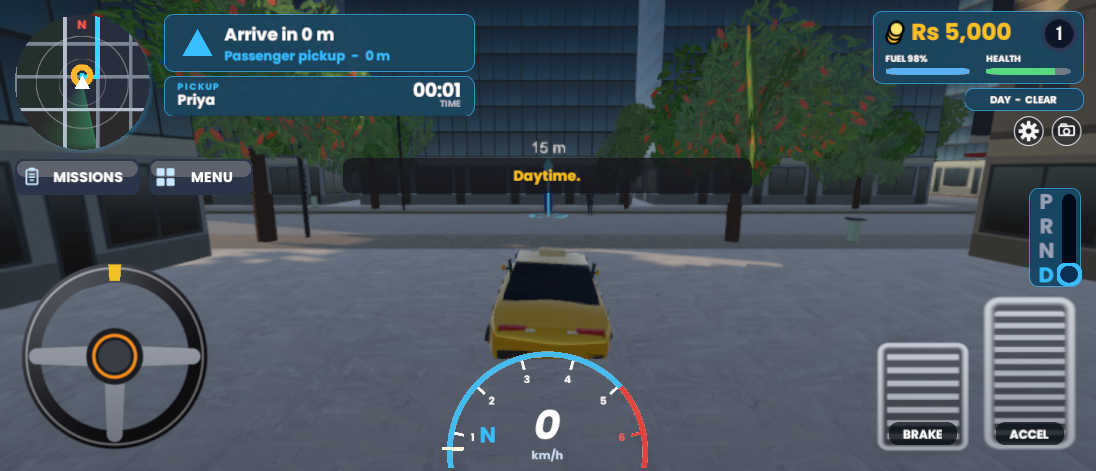 N
Arrive in 0 m
Passenger pickup - 0 m
PICKUP
Priya
00:01
TIME
Rs 5,000
1
FUEL 98%
HEALTH
DAY - CLEAR
MISSIONS
MENU
15 m
Daytime.
P
R
N
D
1
2
3
4
5
6
N
0
km/h
BRAKE
ACCEL